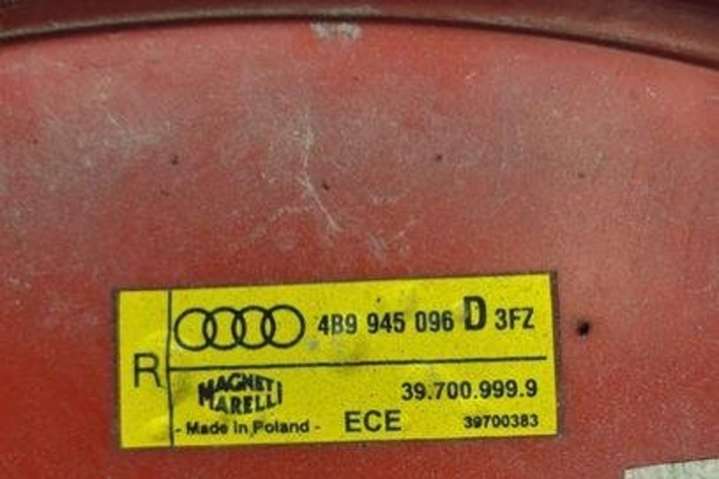 R
4B9 945 096 D 3FZ
MAGNETI MARELLI 39.700.999.9
- Made in Poland - ECE 39700383